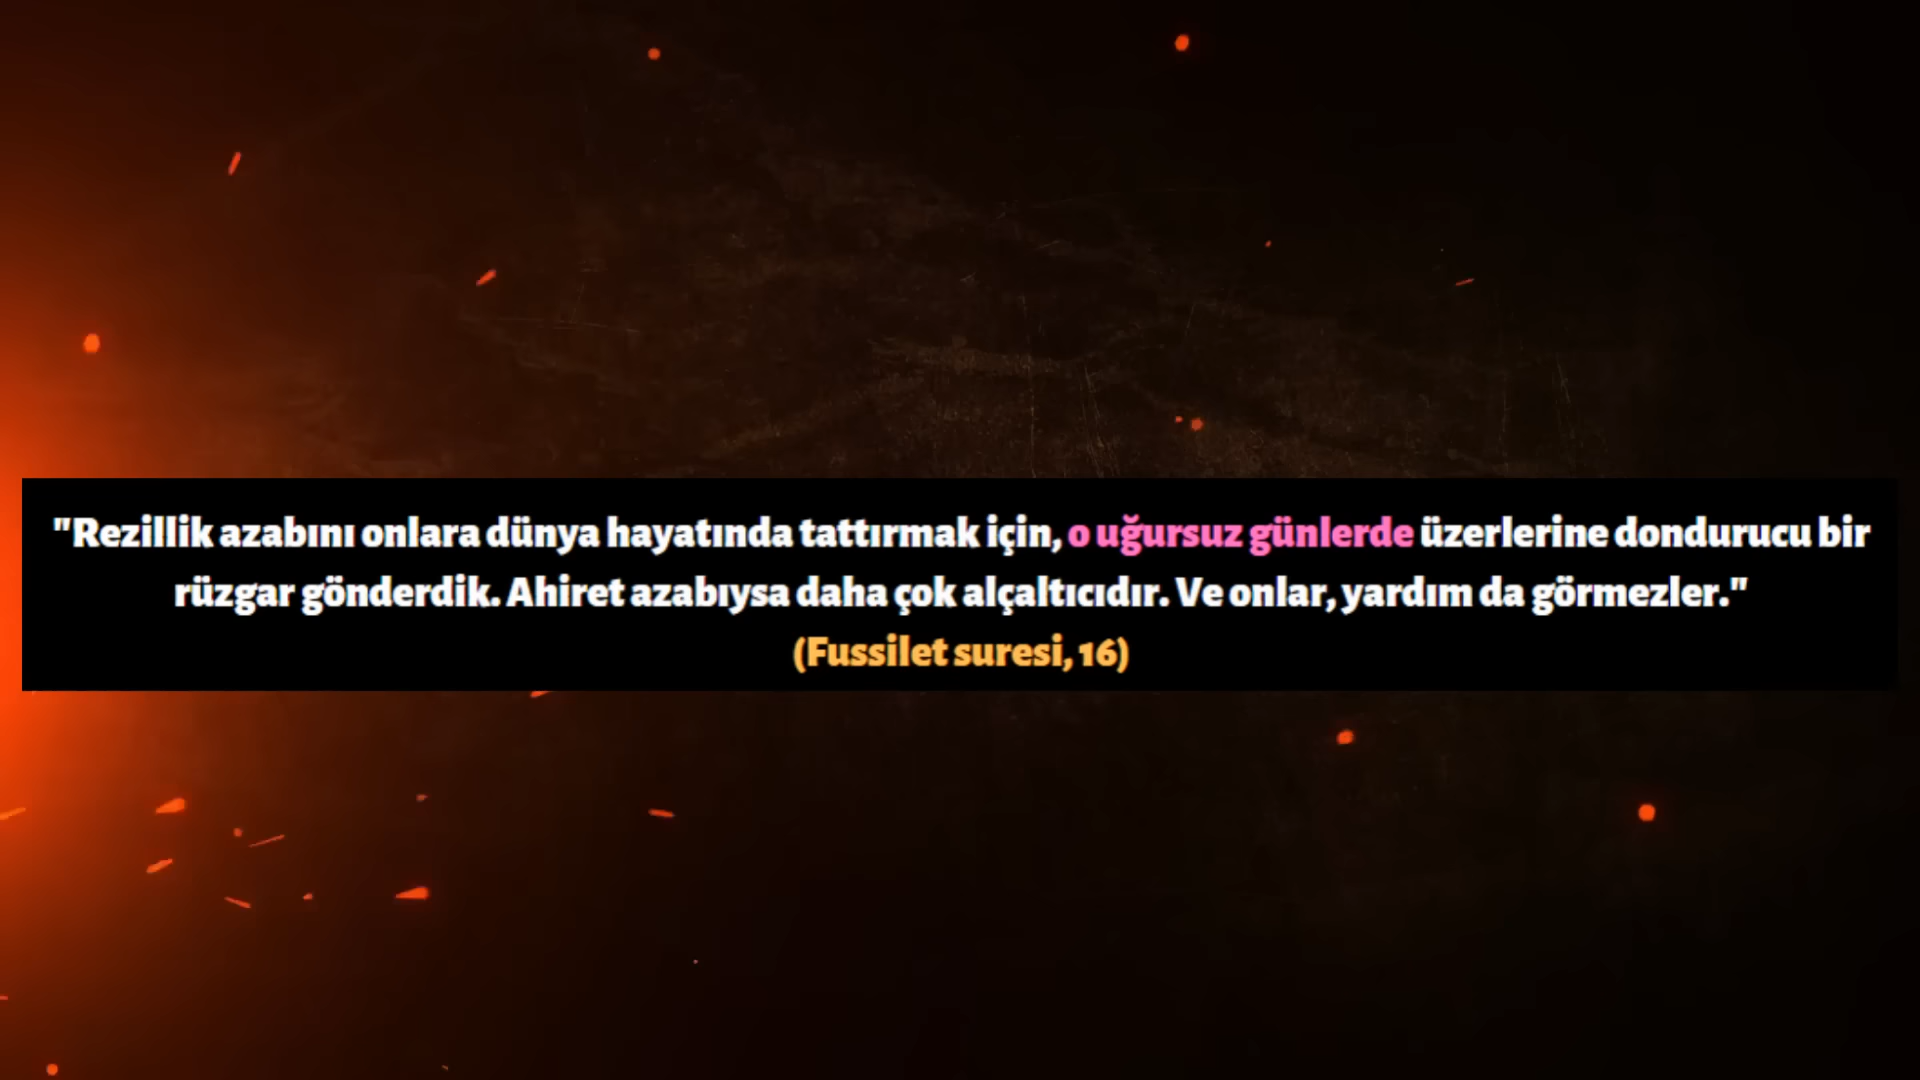 "Rezillik azabını onlara dünya hayatında tattırmak için, o uğursuz günlerde üzerlerine dondurucu bir
rüzgar gönderdik. Ahiret azabıysa daha çok alçaltıcıdır. Ve onlar, yardım da görmezler."
(Fussilet suresi, 16)